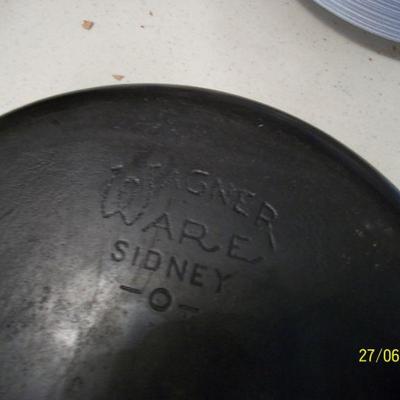 WAGNER
WARE
SIDNEY
-O-
27/06